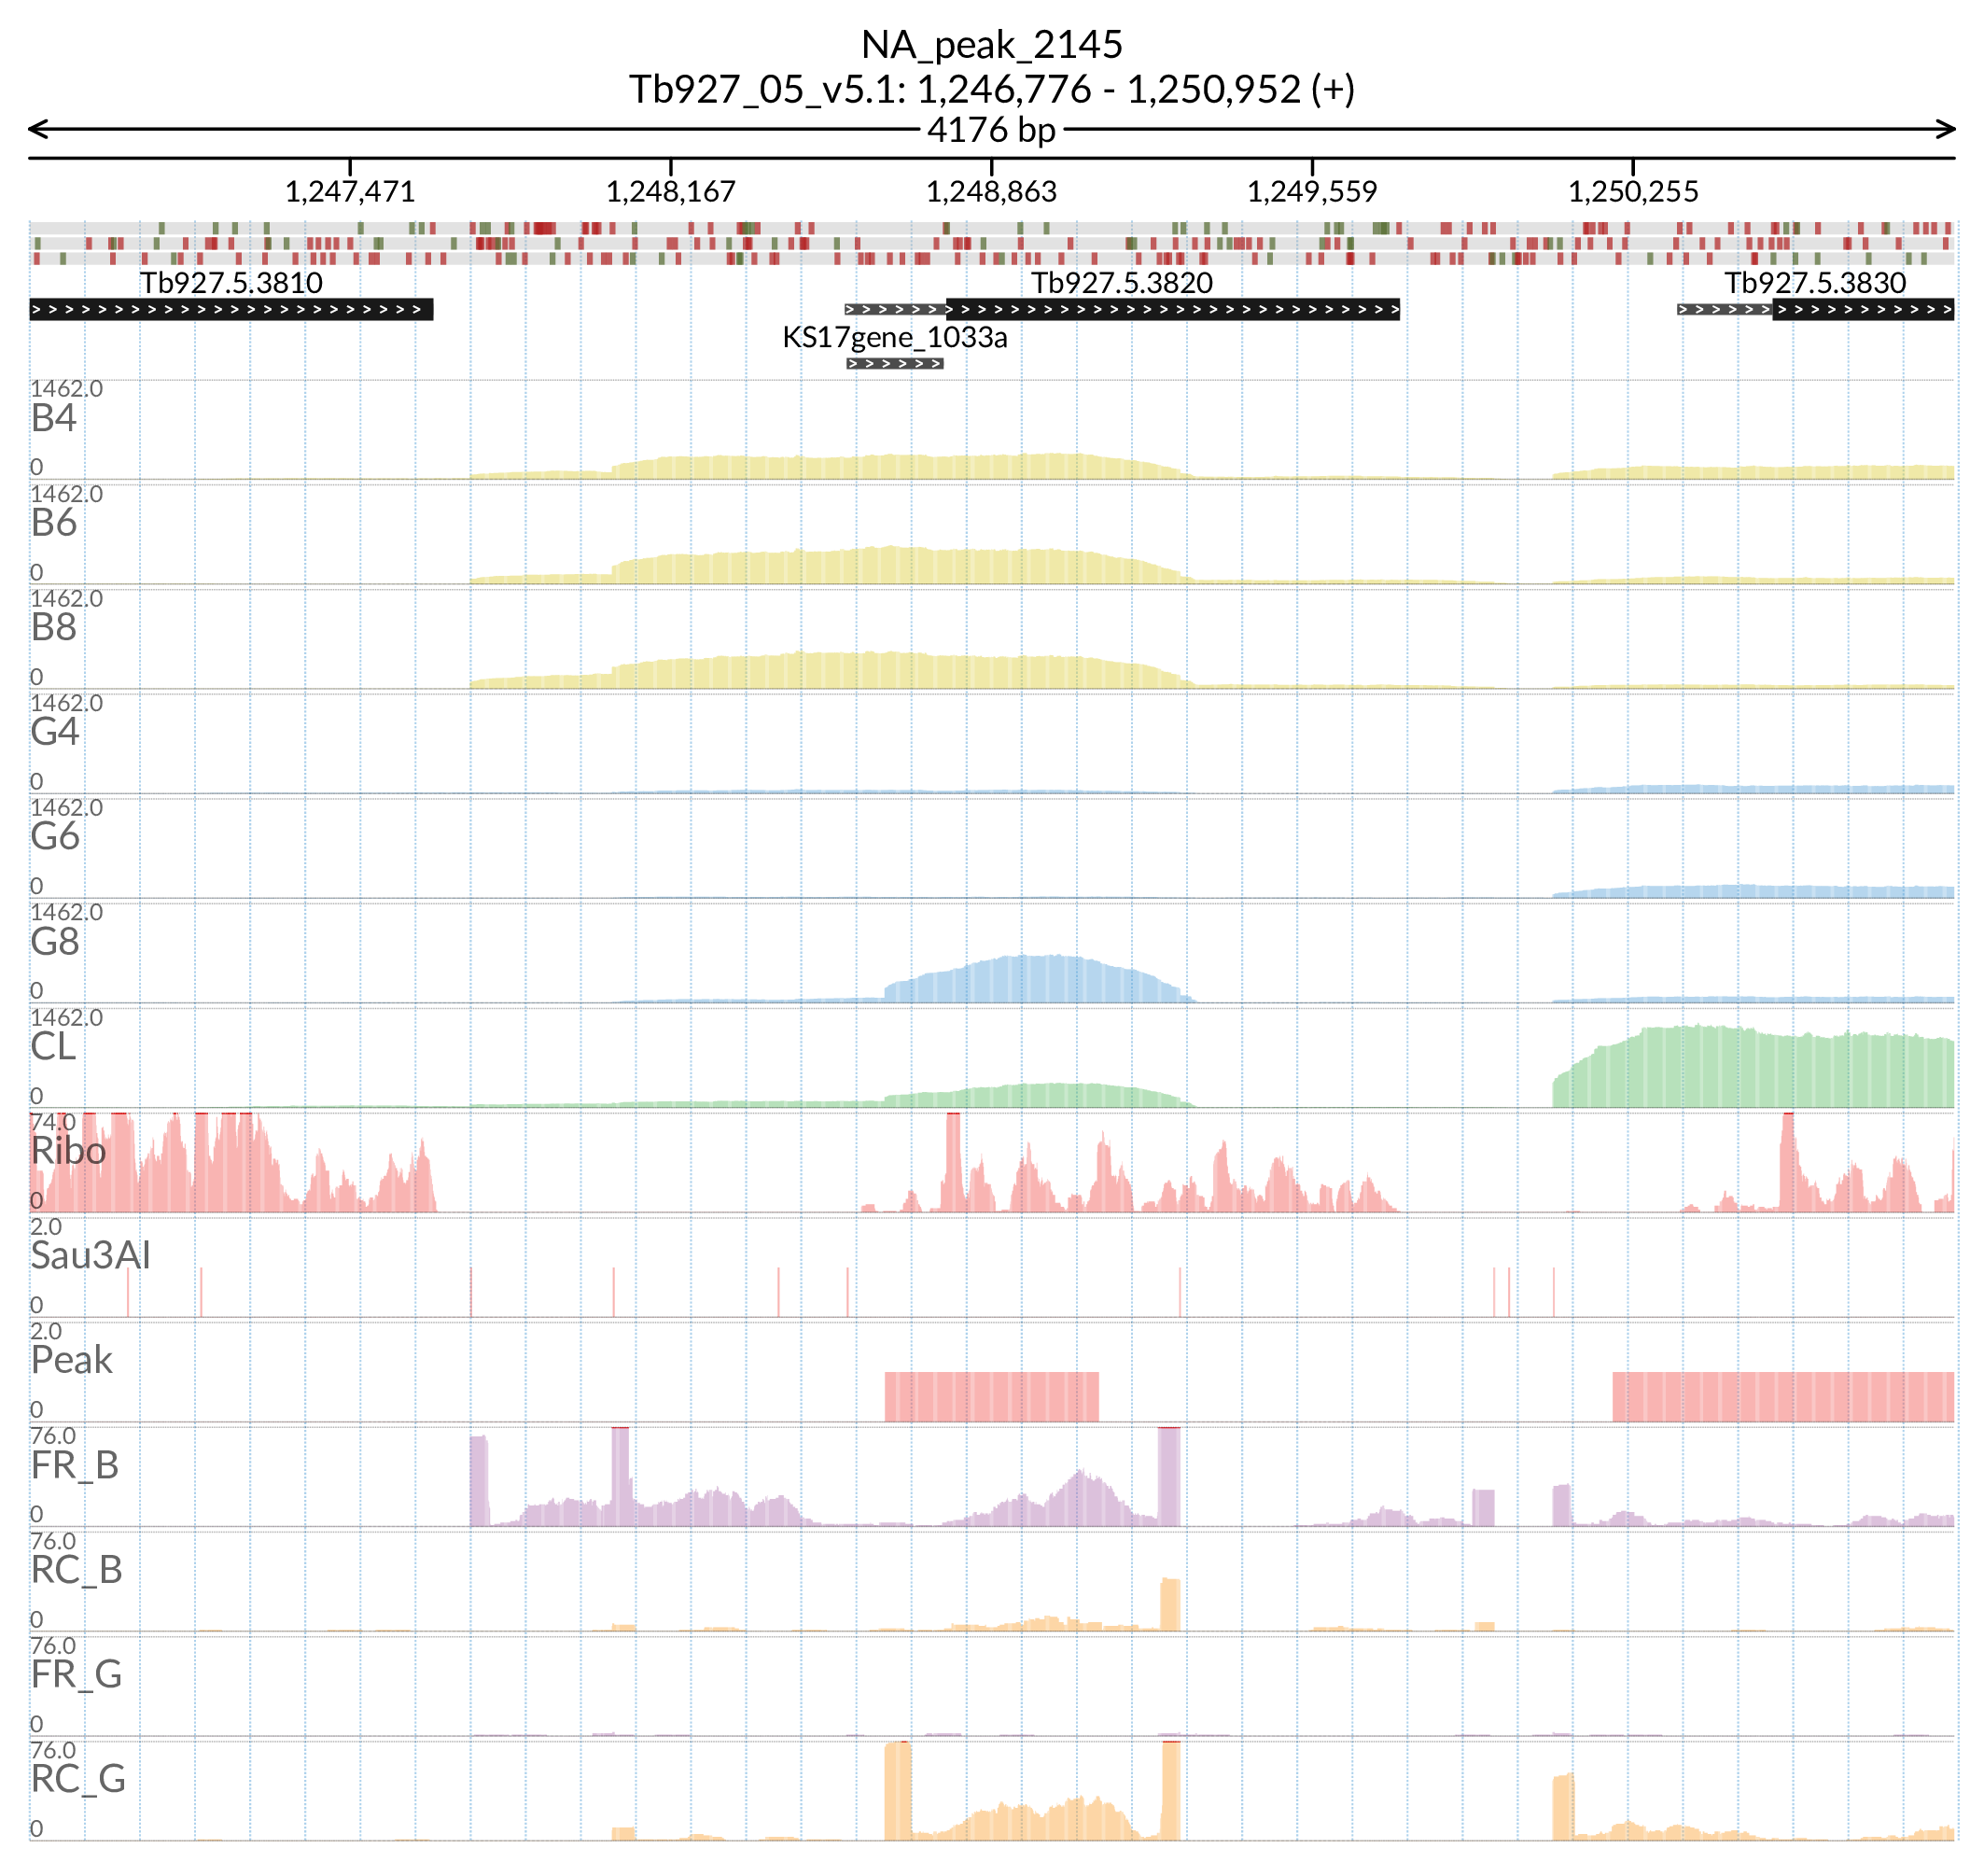 NA_peak_2145
Tb927_05_v5.1: 1,246,776 - 1,250,952 (+)
4176 bp
1,247,471 1,248,167 1,248,863 1,249,559 1,250,255
Tb927.5.3810 Tb927.5.3820 Tb927.5.3830
KS17gene_1033a
1462.0
B4
0
1462.0
B6
0
1462.0
B8
0
1462.0
G4
0
1462.0
G6
0
1462.0
G8
0
1462.0
CL
0
74.0
Ribo
0
2.0
Sau3AI
0
2.0
Peak
0
76.0
FR_B
0
76.0
RC_B
0
76.0
FR_G
0
76.0
RC_G
0